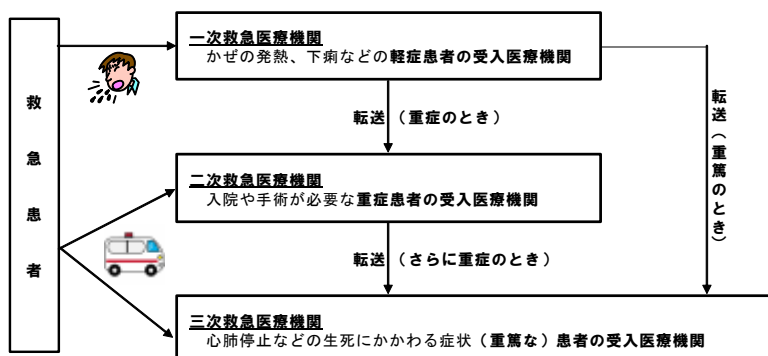 救急患者
一次救急医療機関
かぜの発熱、下痢などの軽症患者の受入医療機関
転送（重症のとき）
転送（重篤のとき）
二次救急医療機関
入院や手術が必要な重症患者の受入医療機関
転送（さらに重症のとき）
三次救急医療機関
心肺停止などの生死にかかわる症状（重篤な）患者の受入医療機関